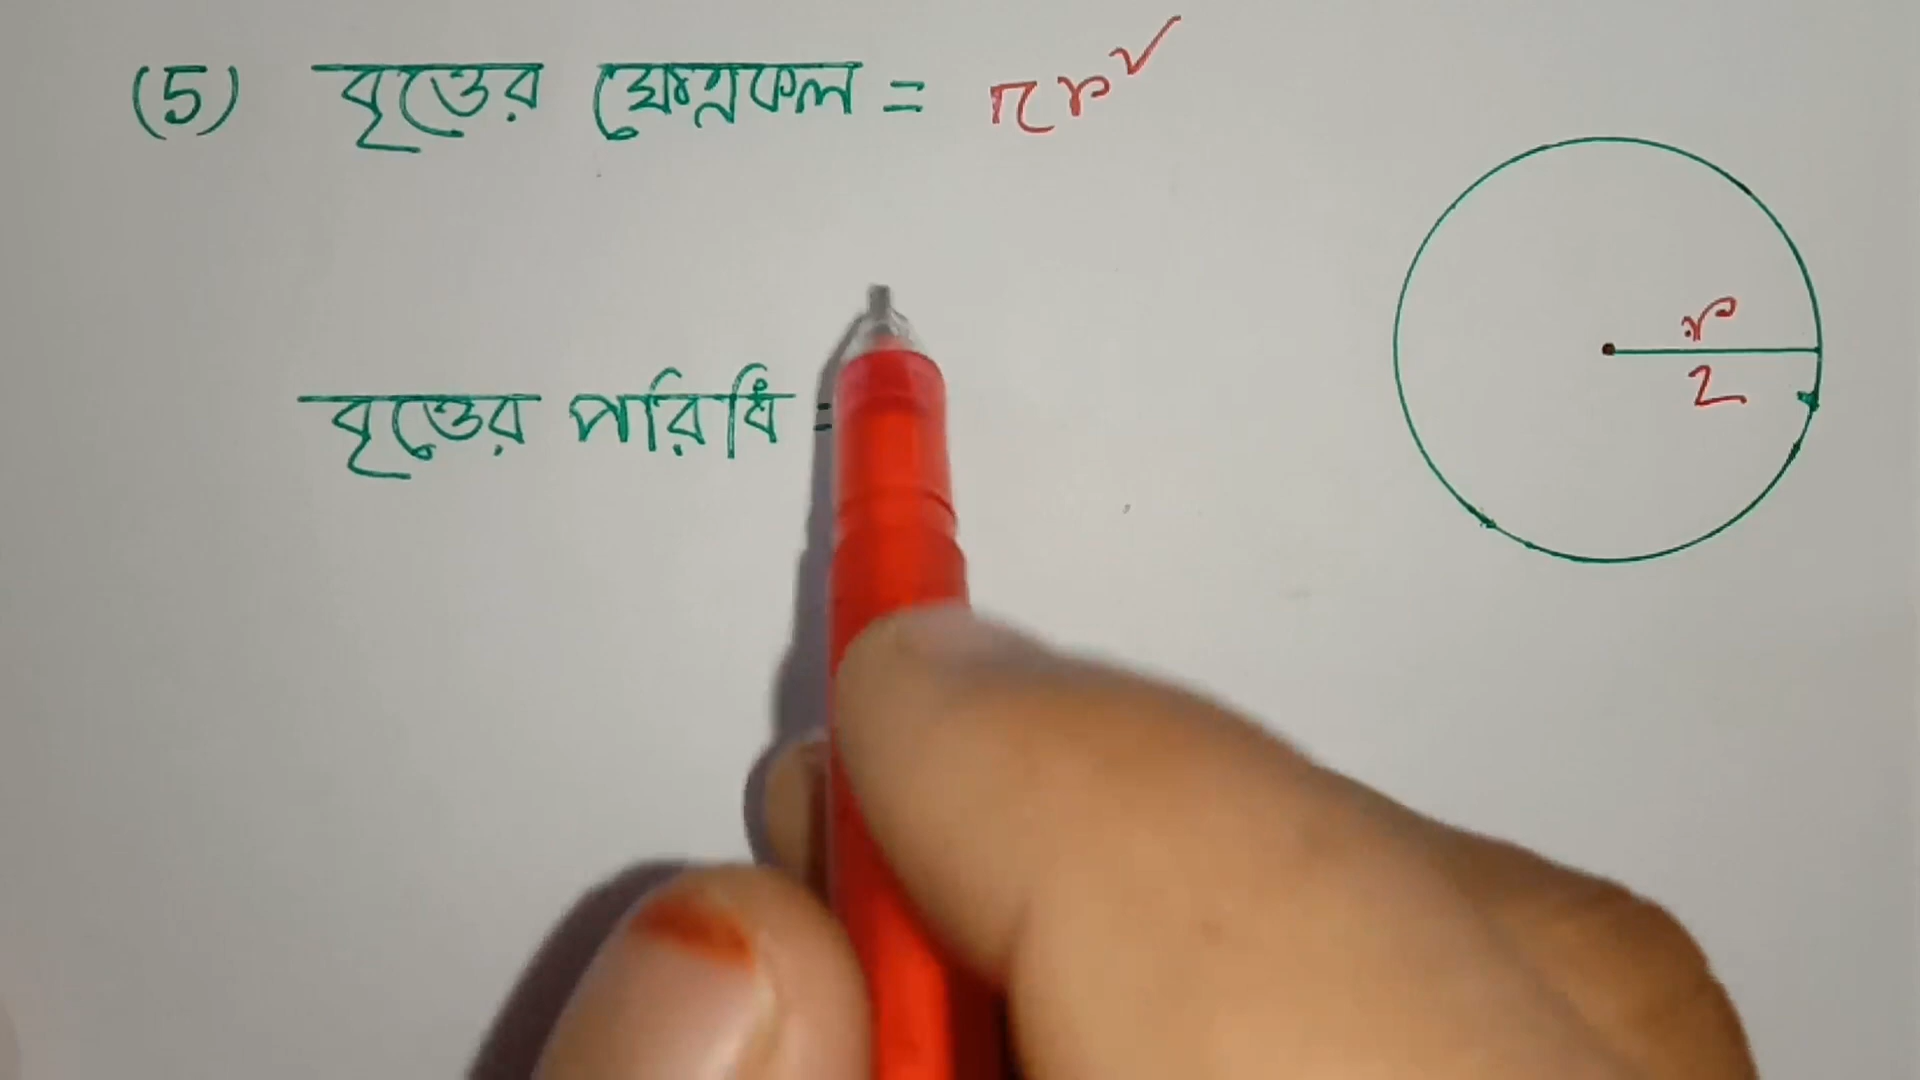 (5) বৃত্তের ক্ষেত্রফল = πr²
r
2
বৃত্তের পরিধি =